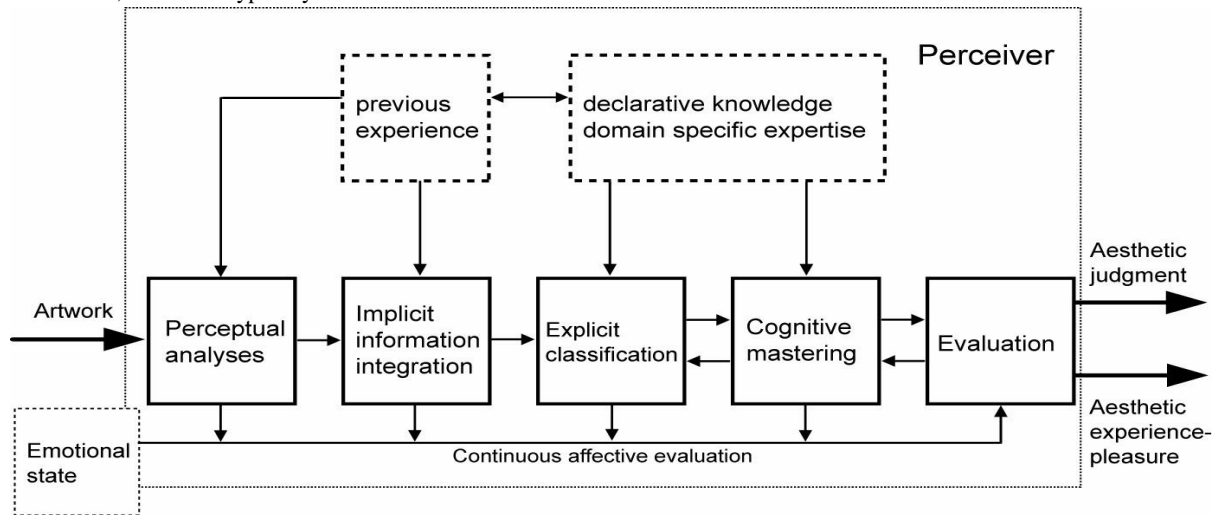 Perceiver
previous
experience
declarative knowledge
domain specific expertise
Artwork
Perceptual
analyses
Implicit
information
integration
Explicit
classification
Cognitive
mastering
Evaluation
Aesthetic
judgment
Aesthetic
experience-
pleasure
Emotional
state
Continuous affective evaluation